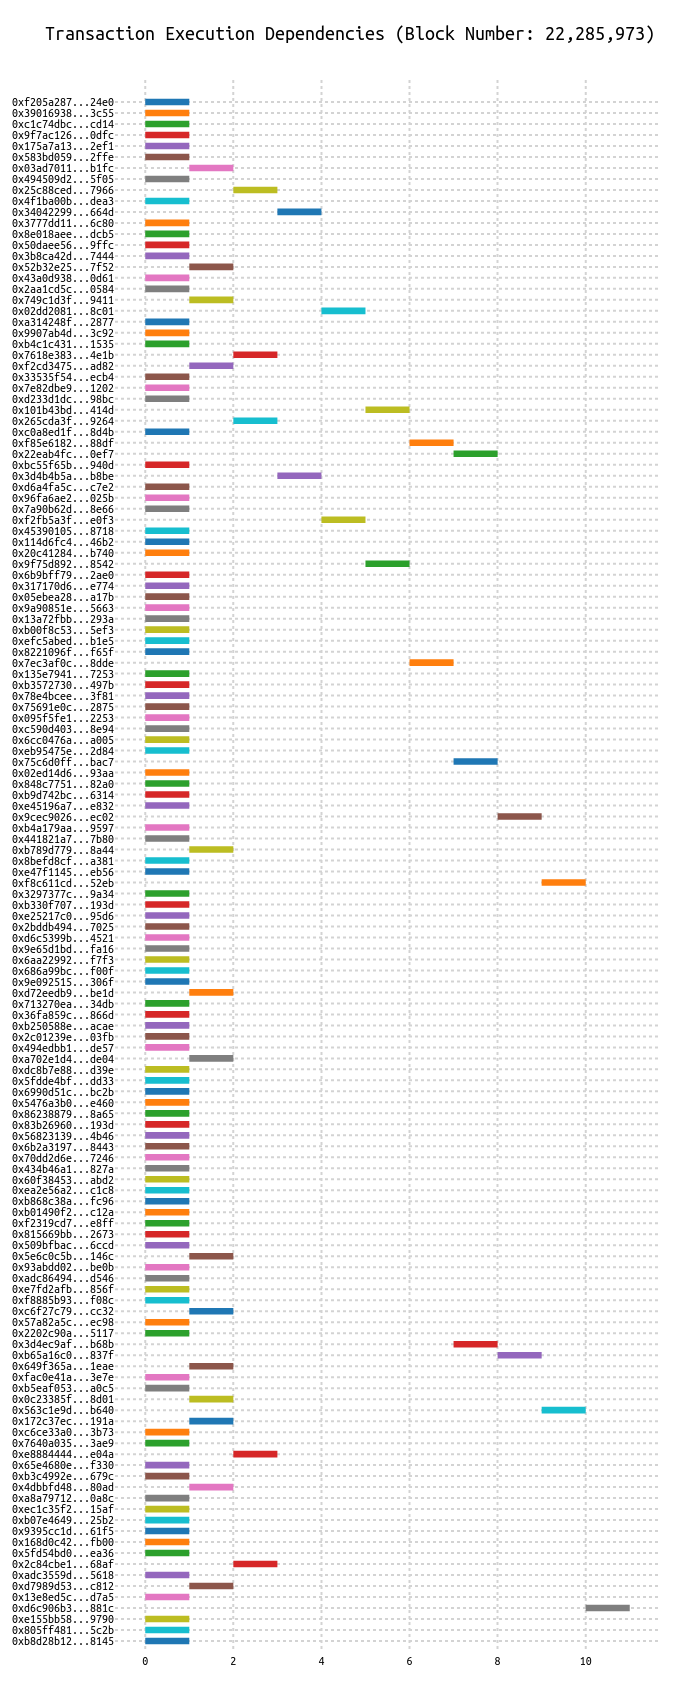 Transaction Execution Dependencies (Block Number: 22,285,973)
0xf205a287...24e0
0x39016938...3c55
0xc1c74dbc...cd14
0x9f7ac126...0dfc
0x175a7a13...2ef1
0x583bd059...2ffe
0x03ad7011...b1fc
0x494509d2...5f05
0x25c88ced...7966
0x4f1ba00b...dea3
0x34042299...664d
0x3777dd11...6c80
0x8e018aee...dcb5
0x50daee56...9ffc
0x3b8ca42d...7444
0x52b32e25...7f52
0x43a0d938...0d61
0x2aa1cd5c...0584
0x749c1d3f...9411
0x02dd2081...8c01
0xa314248f...2877
0x9907ab4d...3c92
0xb4c1c431...1535
0x7618e383...4e1b
0xf2cd3475...ad82
0x33535f54...ecb4
0x7e82dbe9...1202
0xd233d1dc...98bc
0x101b43bd...414d
0x265cda3f...9264
0xc0a8ed1f...8d4b
0xf85e6182...88df
0x22eab4fc...0ef7
0xbc55f65b...940d
0x3d4b4b5a...b8be
0xd6a4fa5c...c7e2
0x96fa6ae2...025b
0x7a90b62d...8e66
0xf2fb5a3f...e0f3
0x45390105...8718
0x114d6fc4...46b2
0x20c41284...b740
0x9f75d892...8542
0x6b9bff79...2ae0
0x317170d6...e774
0x05ebea28...a17b
0x9a90851e...5663
0x13a72fbb...293a
0xb00f8c53...5ef3
0xefc5abed...b1e5
0x8221096f...f65f
0x7ec3af0c...8dde
0x135e7941...7253
0xb3572730...497b
0x78e4bcee...3f81
0x75691e0c...2875
0x095f5fe1...2253
0xc590d403...8e94
0x6cc0476a...a005
0xeb95475e...2d84
0x75c6d0ff...bac7
0x02ed14d6...93aa
0x848c7751...82a0
0xb9d742bc...6314
0xe45196a7...e832
0x9cec9026...ec02
0xb4a179aa...9597
0x441821a7...7b80
0xb789d779...8a44
0x8befd8cf...a381
0xe47f1145...eb56
0xf8c611cd...52eb
0x3297377c...9a34
0xb330f707...193d
0xe25217c0...95d6
0x2bddb494...7025
0xd6c5399b...4521
0x9e65d1bd...fa16
0x6aa22992...f7f3
0x686a99bc...f00f
0x9e092515...306f
0xd72eedb9...be1d
0x713270ea...34db
0x36fa859c...866d
0xb250588e...acae
0x2c01239e...03fb
0x494edbb1...de57
0xa702e1d4...de04
0xdc8b7e88...d39e
0x5fdde4bf...dd33
0x6990d51c...bc2b
0x5476a3b0...e460
0x86238879...8a65
0x83b26960...193d
0x56823139...4b46
0x6b2a3197...8443
0x70dd2d6e...7246
0x434b46a1...827a
0x60f38453...abd2
0xea2e56a2...c1c8
0xb868c38a...fc96
0xb01490f2...c12a
0xf2319cd7...e8ff
0x815669bb...2673
0x509bfbac...6ccd
0x5e6c0c5b...146c
0x93abdd02...be0b
0xadc86494...d546
0xe7fd2afb...856f
0xf8885b93...f08c
0xc6f27c79...cc32
0x57a82a5c...ec98
0x2202c90a...5117
0x3d4ec9af...b68b
0xb65a16c0...837f
0x649f365a...1eae
0xfac0e41a...3e7e
0xb5eaf053...a0c5
0x0c23385f...8d01
0x563c1e9d...b640
0x172c37ec...191a
0xc6ce33a0...3b73
0x7640a035...3ae9
0xe8884444...e04a
0x65e4680e...f330
0xb3c4992e...679c
0x4dbbfd48...80ad
0xa8a79712...0a8c
0xec1c35f2...15af
0xb07e4649...25b2
0x9395cc1d...61f5
0x168d0c42...fb00
0x5fd54bd0...ea36
0x2c84cbe1...68af
0xadc3559d...5618
0xd7989d53...c812
0x13e8ed5c...d7a5
0xd6c906b3...881c
0xe155bb58...9790
0x805ff481...5c2b
0xb8d28b12...8145
0 2 4 6 8 10